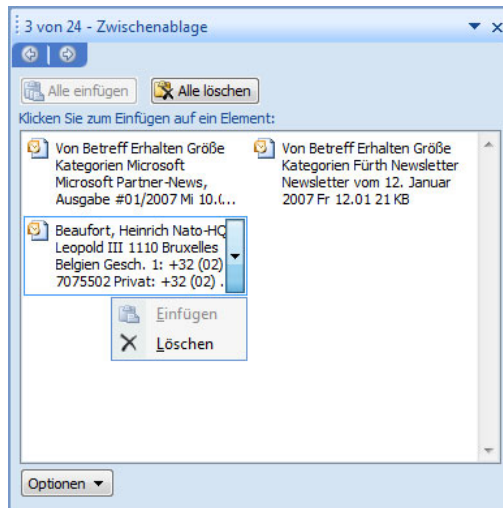 3 von 24 - Zwischenablage
Alle einfügen
Alle löschen
Klicken Sie zum Einfügen auf ein Element:
Von Betreff Erhalten Größe
Kategorien Microsoft
Microsoft Partner-News,
Ausgabe #01/2007 Mi 10.(...
Von Betreff Erhalten Größe
Kategorien Fürth Newsletter
Newsletter vom 12. Januar
2007 Fr 12.01 21 KB
Beaufort, Heinrich Nato-HQ
Leopold III 1110 Bruxelles
Belgien Gesch. 1: +32 (02)
7075502 Privat: +32 (02) .
Einfügen
Löschen
Optionen